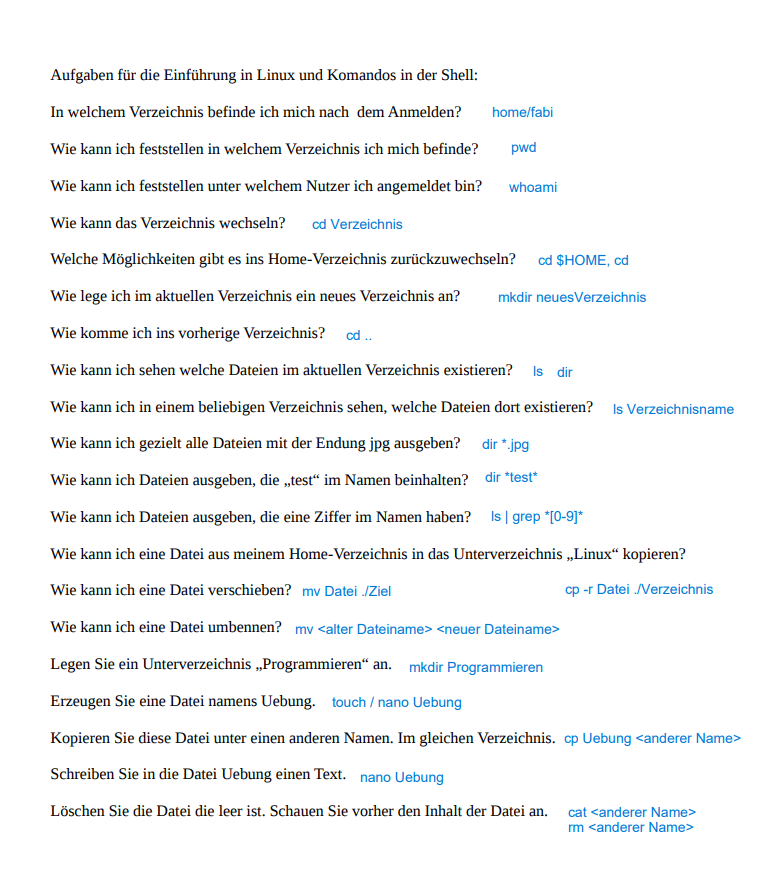 Aufgaben für die Einführung in Linux und Komandos in der Shell:
In welchem Verzeichnis befinde ich mich nach  dem Anmelden? home/fabi
Wie kann ich feststellen in welchem Verzeichnis ich mich befinde? pwd
Wie kann ich feststellen unter welchem Nutzer ich angemeldet bin? whoami
Wie kann das Verzeichnis wechseln? cd Verzeichnis
Welche Möglichkeiten gibt es ins Home-Verzeichnis zurückzuwechseln? cd $HOME, cd
Wie lege ich im aktuellen Verzeichnis ein neues Verzeichnis an? mkdir neuesVerzeichnis
Wie komme ich ins vorherige Verzeichnis? cd ..
Wie kann ich sehen welche Dateien im aktuellen Verzeichnis existieren? ls dir
Wie kann ich in einem beliebigen Verzeichnis sehen, welche Dateien dort existieren? ls Verzeichnisname
Wie kann ich gezielt alle Dateien mit der Endung jpg ausgeben? dir *.jpg
Wie kann ich Dateien ausgeben, die „test“ im Namen beinhalten? dir *test*
Wie kann ich Dateien ausgeben, die eine Ziffer im Namen haben? ls | grep *[0-9]*
Wie kann ich eine Datei aus meinem Home-Verzeichnis in das Unterverzeichnis „Linux“ kopieren?
Wie kann ich eine Datei verschieben? mv Datei ./Ziel cp -r Datei ./Verzeichnis
Wie kann ich eine Datei umbennen? mv <alter Dateiname> <neuer Dateiname>
Legen Sie ein Unterverzeichnis „Programmieren“ an. mkdir Programmieren
Erzeugen Sie eine Datei namens Uebung. touch / nano Uebung
Kopieren Sie diese Datei unter einen anderen Namen. Im gleichen Verzeichnis. cp Uebung <anderer Name>
Schreiben Sie in die Datei Uebung einen Text. nano Uebung
Löschen Sie die Datei die leer ist. Schauen Sie vorher den Inhalt der Datei an. cat <anderer Name>
rm <anderer Name>